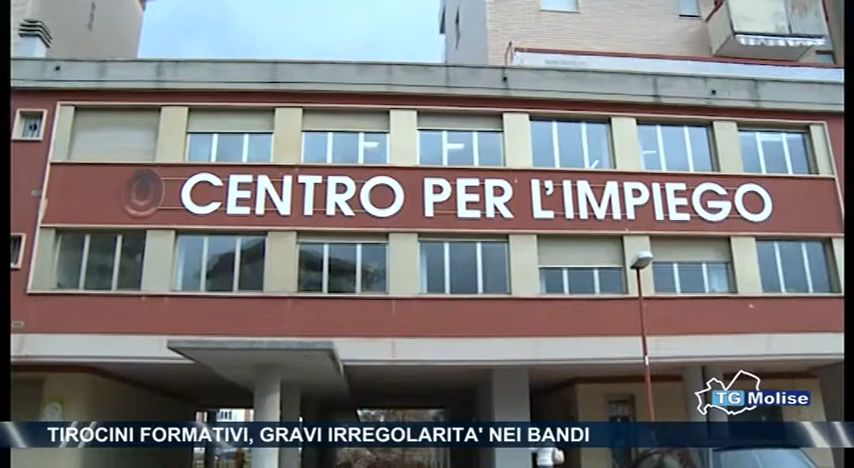 CENTRO PER L'IMPIEGO
TG Molise
TIROCINI FORMATIVI, GRAVI IRREGOLARITA' NEI BANDI